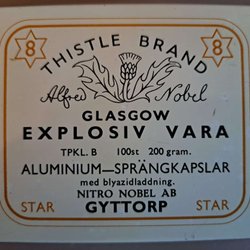 8 8
THISTLE BRAND
Alfred Nobel
GLASGOW
EXPLOSIV VARA
TPKL. B 100st 200 gram.
ALUMINIUM—SPRÄNGKAPSLAR
med blyazidladdning.
NITRO NOBEL AB
STAR GYTTORP STAR